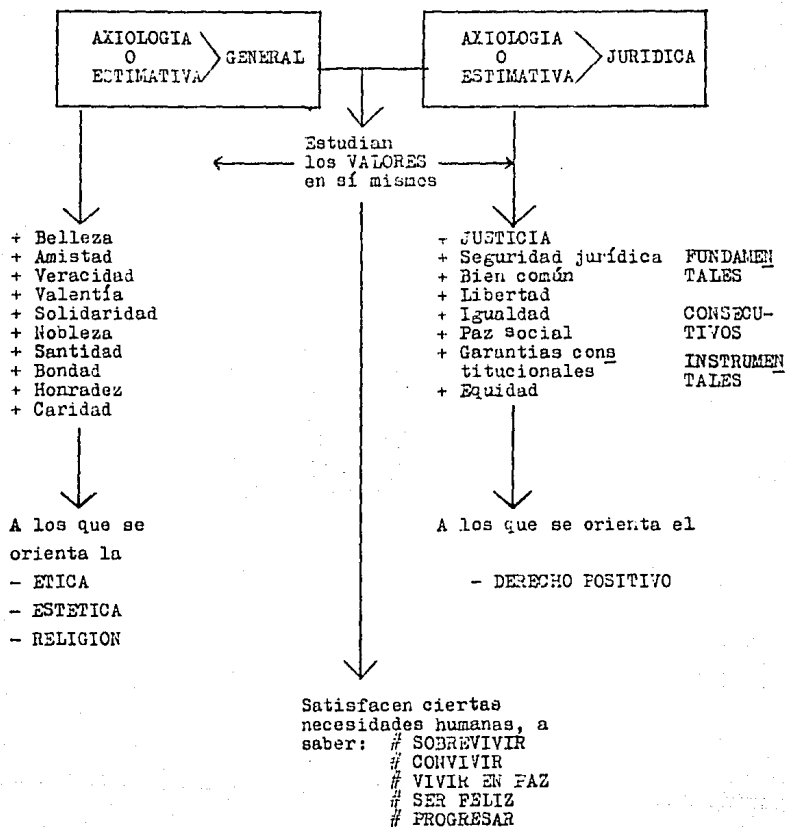 AXIOLOGIA
O
ESTIMATIVA
GENERAL
AXIOLOGIA
O
ESTIMATIVA
JURIDICA
Estudian
los VALORES
en sí mismos
+ Belleza
+ Amistad
+ Veracidad
+ Valentía
+ Solidaridad
+ Nobleza
+ Santidad
+ Bondad
+ Honradez
+ Caridad
+ JUSTICIA
+ Seguridad jurídica
+ Bien común
+ Libertad
+ Igualdad
+ Paz social
+ Garantias cons
titucionales
+ Equidad
FUNDAMEN
TALES
CONSECU-
TIVOS
INSTRUMEN
TALES
A los que se
orienta la
- ETICA
- ESTETICA
- RELIGION
A los que se orienta el
- DERECHO POSITIVO
Satisfacen ciertas
necesidades humanas, a
saber: # SOBREVIVIR
# CONVIVIR
# VIVIR EN PAZ
# SER FELIZ
# PROGRESAR